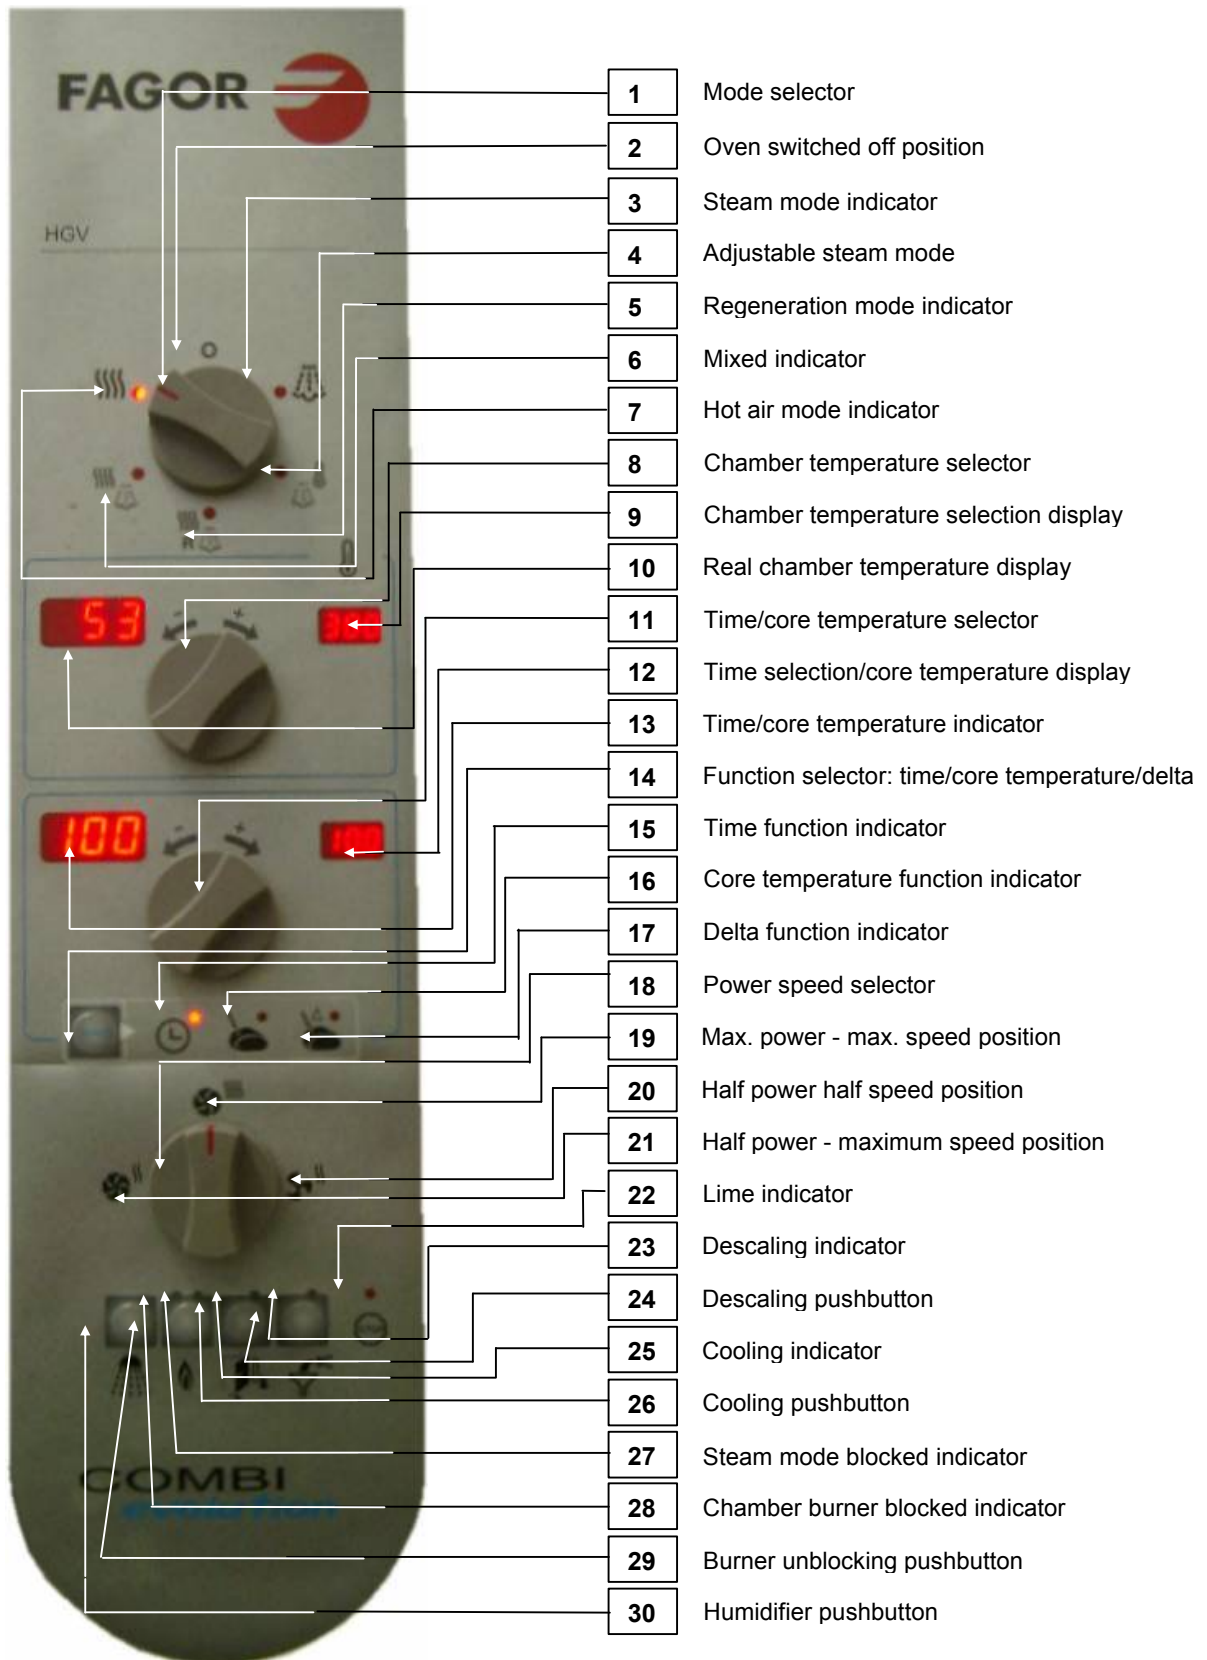 FAGOR
HGV
53
300
100
100
COMBI
evolution
1 Mode selector
2 Oven switched off position
3 Steam mode indicator
4 Adjustable steam mode
5 Regeneration mode indicator
6 Mixed indicator
7 Hot air mode indicator
8 Chamber temperature selector
9 Chamber temperature selection display
10 Real chamber temperature display
11 Time/core temperature selector
12 Time selection/core temperature display
13 Time/core temperature indicator
14 Function selector: time/core temperature/delta
15 Time function indicator
16 Core temperature function indicator
17 Delta function indicator
18 Power speed selector
19 Max. power - max. speed position
20 Half power half speed position
21 Half power - maximum speed position
22 Lime indicator
23 Descaling indicator
24 Descaling pushbutton
25 Cooling indicator
26 Cooling pushbutton
27 Steam mode blocked indicator
28 Chamber burner blocked indicator
29 Burner unblocking pushbutton
30 Humidifier pushbutton